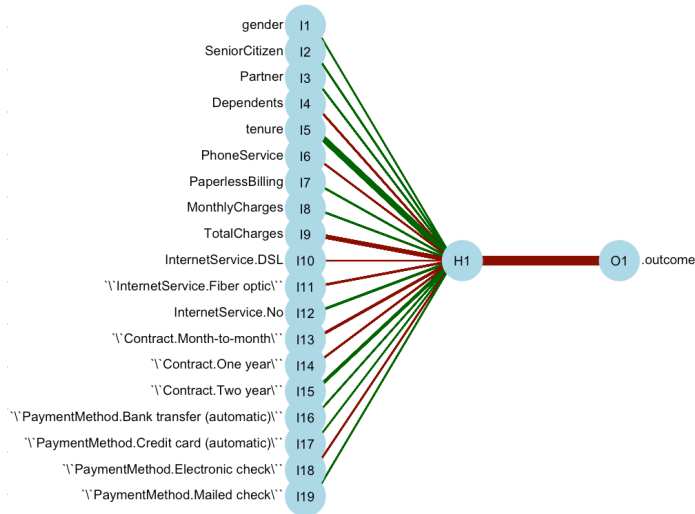 gender I1
SeniorCitizen I2
Partner I3
Dependents I4
tenure I5
PhoneService I6
PaperlessBilling I7
MonthlyCharges I8
TotalCharges I9
InternetService.DSL I10 H1 O1 .outcome
`\`InternetService.Fiber optic\`` I11
InternetService.No I12
`\`Contract.Month-to-month\`` I13
`\`Contract.One year\`` I14
`\`Contract.Two year\`` I15
`\`PaymentMethod.Bank transfer (automatic)\`` I16
`\`PaymentMethod.Credit card (automatic)\`` I17
`\`PaymentMethod.Electronic check\`` I18
`\`PaymentMethod.Mailed check\`` I19